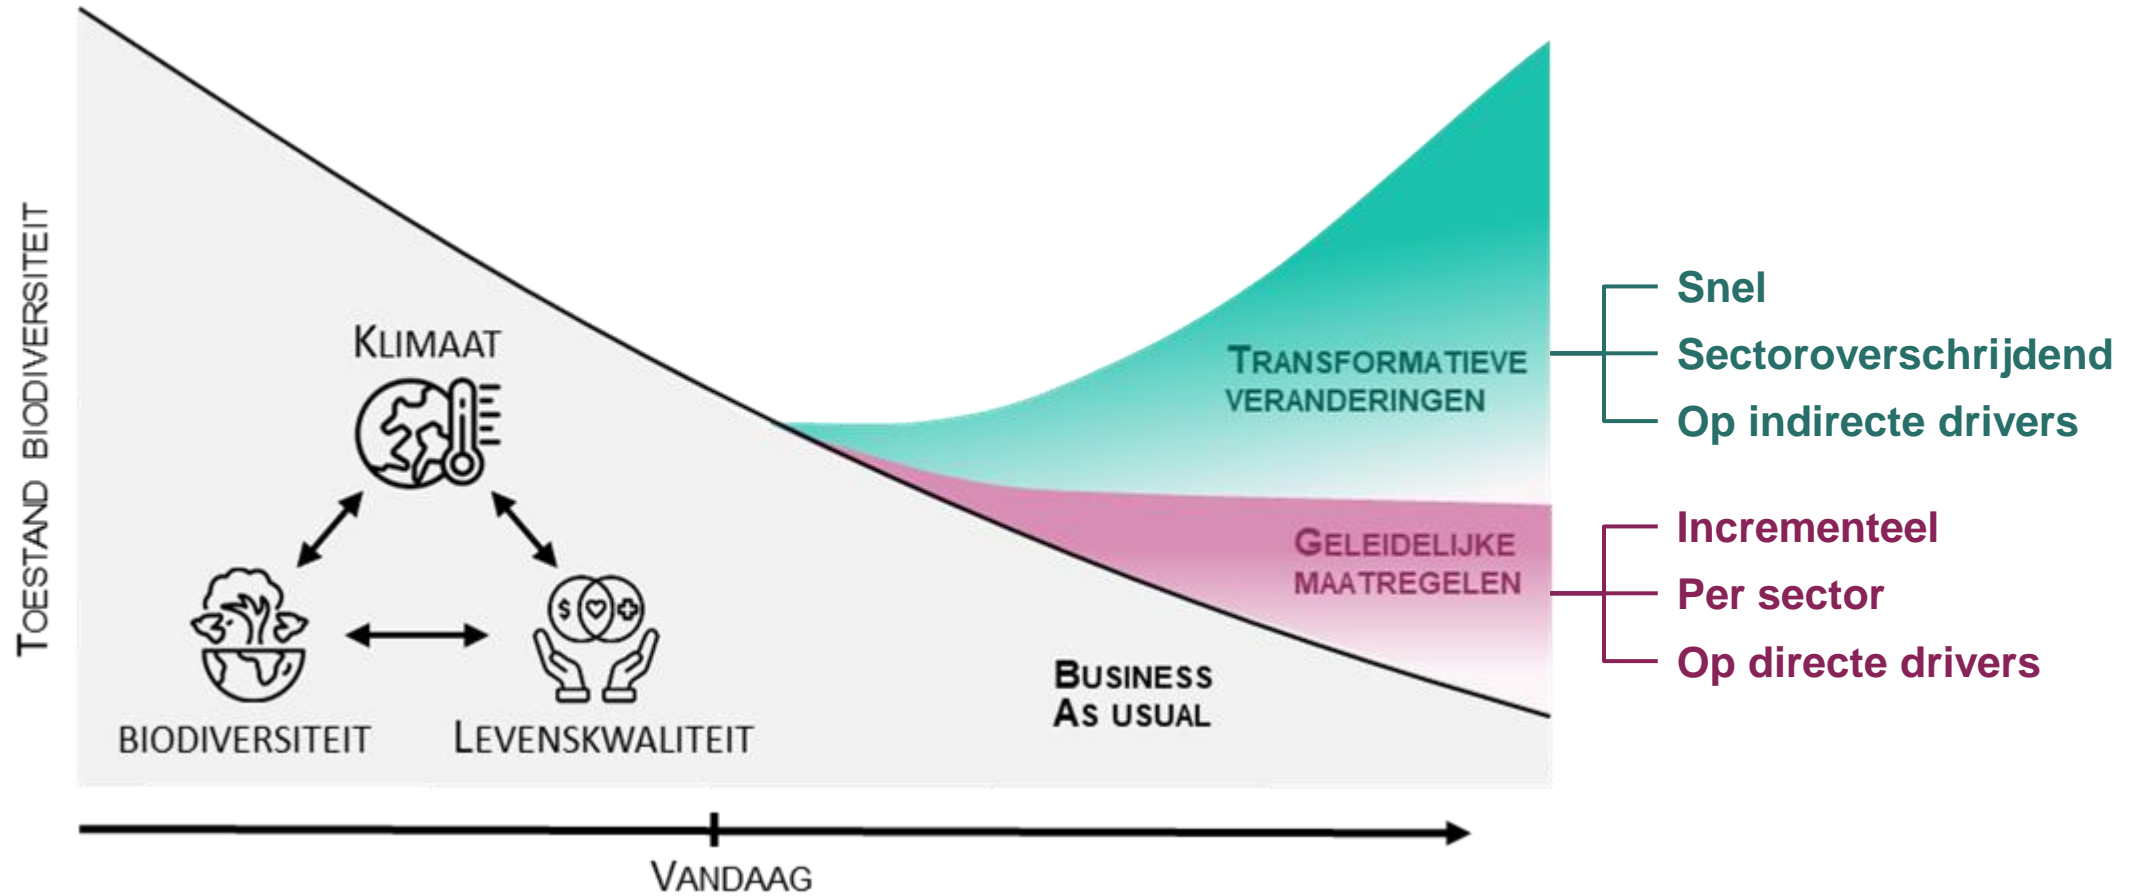 TOESTAND BIODIVERSITEIT
KLIMAAT
BIODIVERSITEIT
LEVENSKWALITEIT
$
BUSINESS
AS USUAL
TRANSFORMATIEVE
VERANDERINGEN
GELEIDELIJKE
MAATREGELEN
Snel
Sectoroverschrijdend
Op indirecte drivers
Incrementeel
Per sector
Op directe drivers
VANDAAG